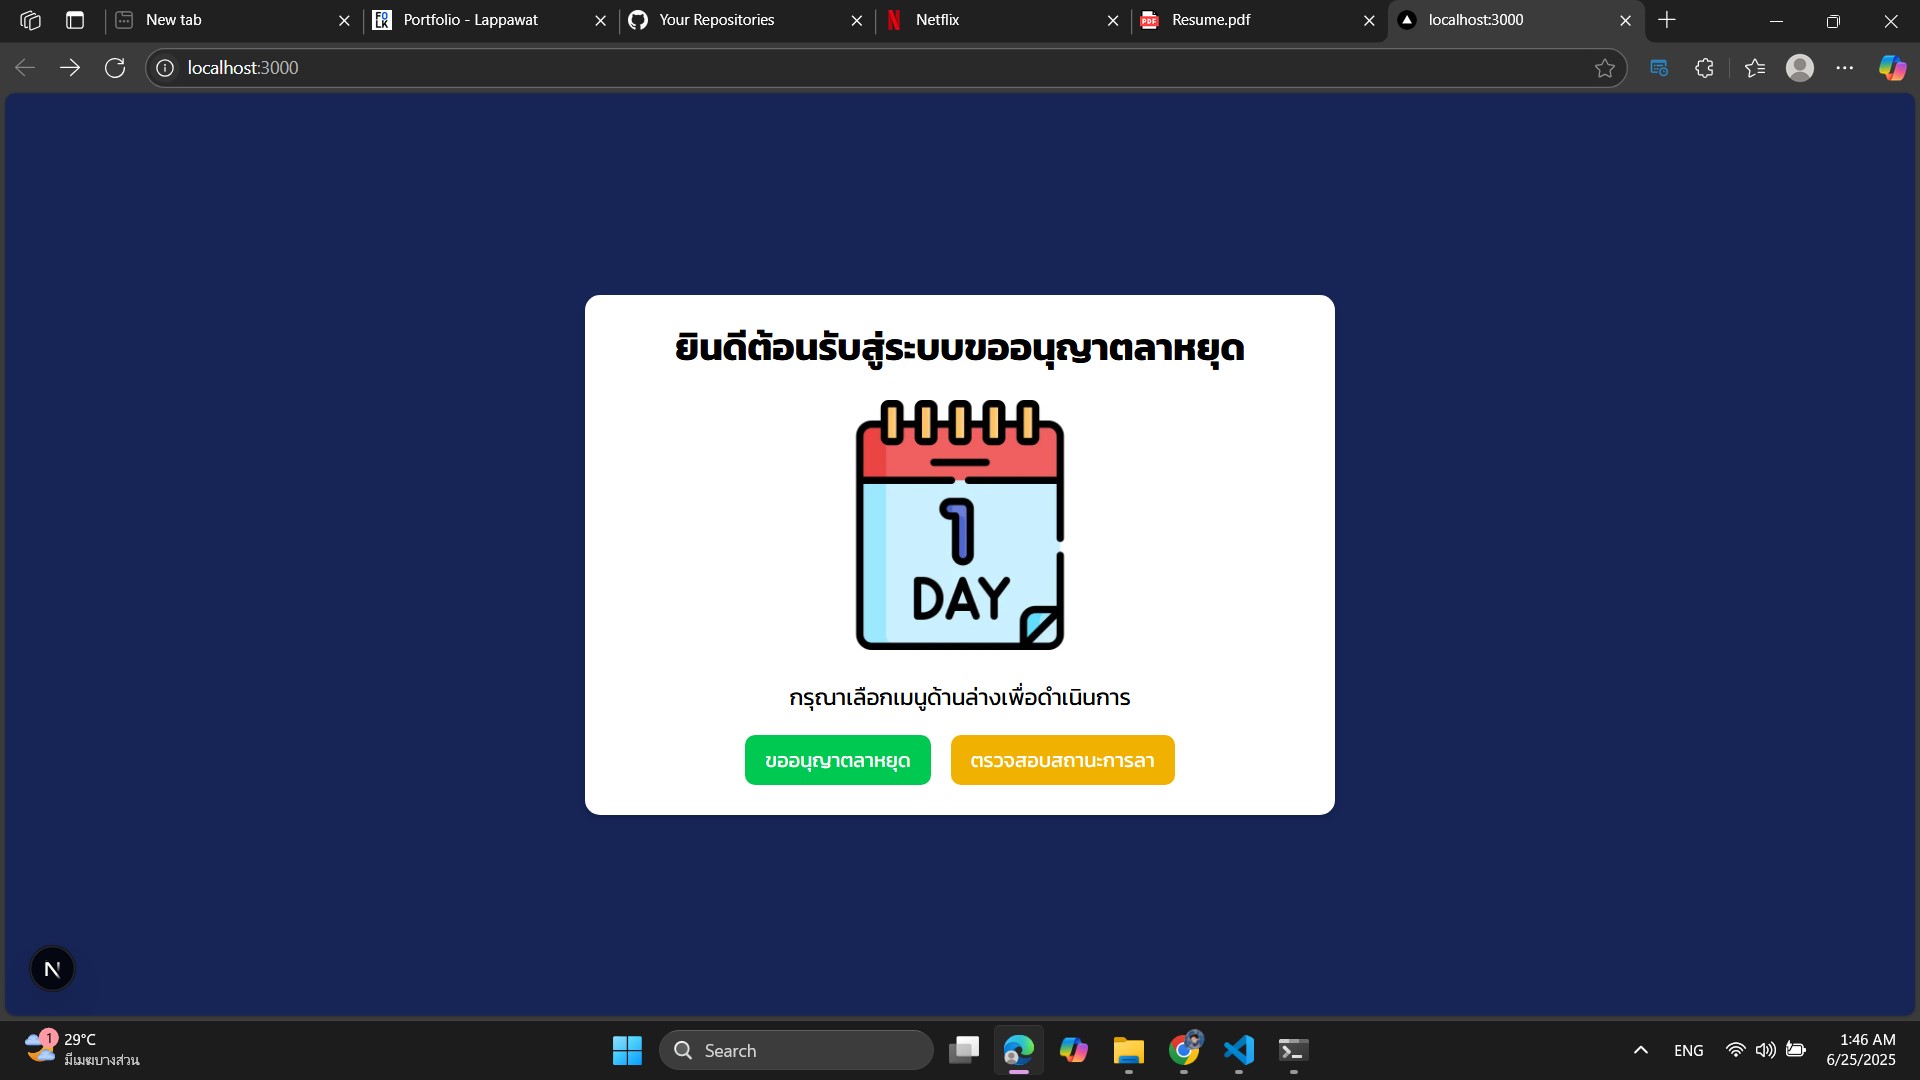 New tab
Portfolio - Lappawat
Your Repositories
Netflix
Resume.pdf
localhost:3000
localhost:3000
ยินดีต้อนรับสู่ระบบขออนุญาตลาหยุด
1
DAY
กรุณาเลือกเมนูด้านล่างเพื่อดำเนินการ
ขออนุญาตลาหยุด
ตรวจสอบสถานะการลา
N
1
29°C
มีเมฆบางส่วน
Search
ENG
1:46 AM
6/25/2025
FO
LK
N
PDF